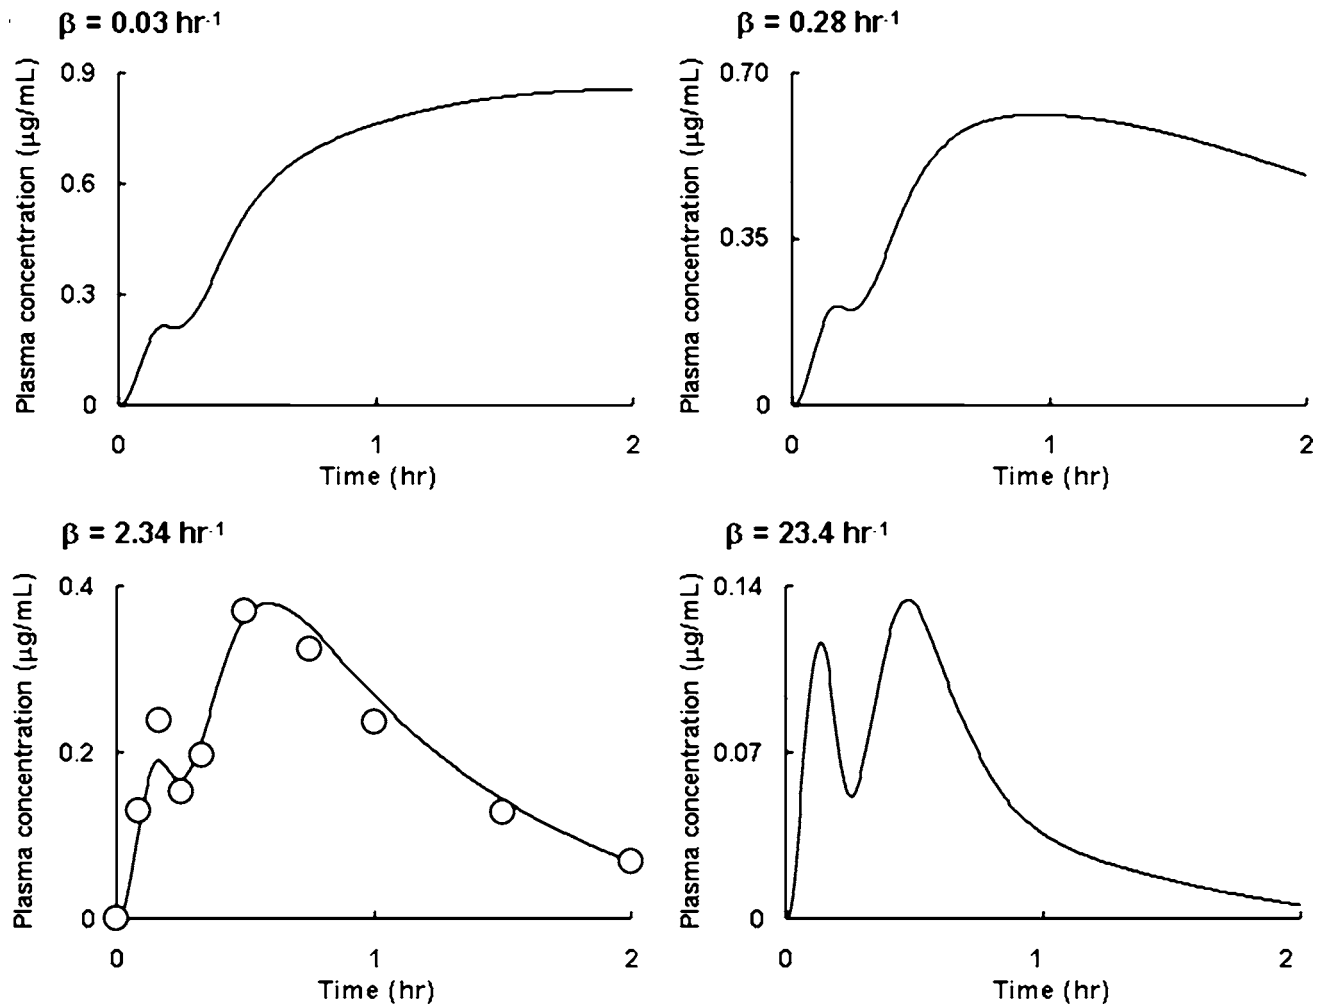 β = 0.03 hr-1
Plasma concentration (µg/mL)
0.9
0.6
0.3
0
0
1
2
Time (hr)
β = 0.28 hr-1
Plasma concentration (µg/mL)
0.70
0.35
0
0
1
2
Time (hr)
β = 2.34 hr-1
Plasma concentration (µg/mL)
0.4
0.2
0
0
1
2
Time (hr)
β = 23.4 hr-1
Plasma concentration (µg/mL)
0.14
0.07
0
0
1
2
Time (hr)